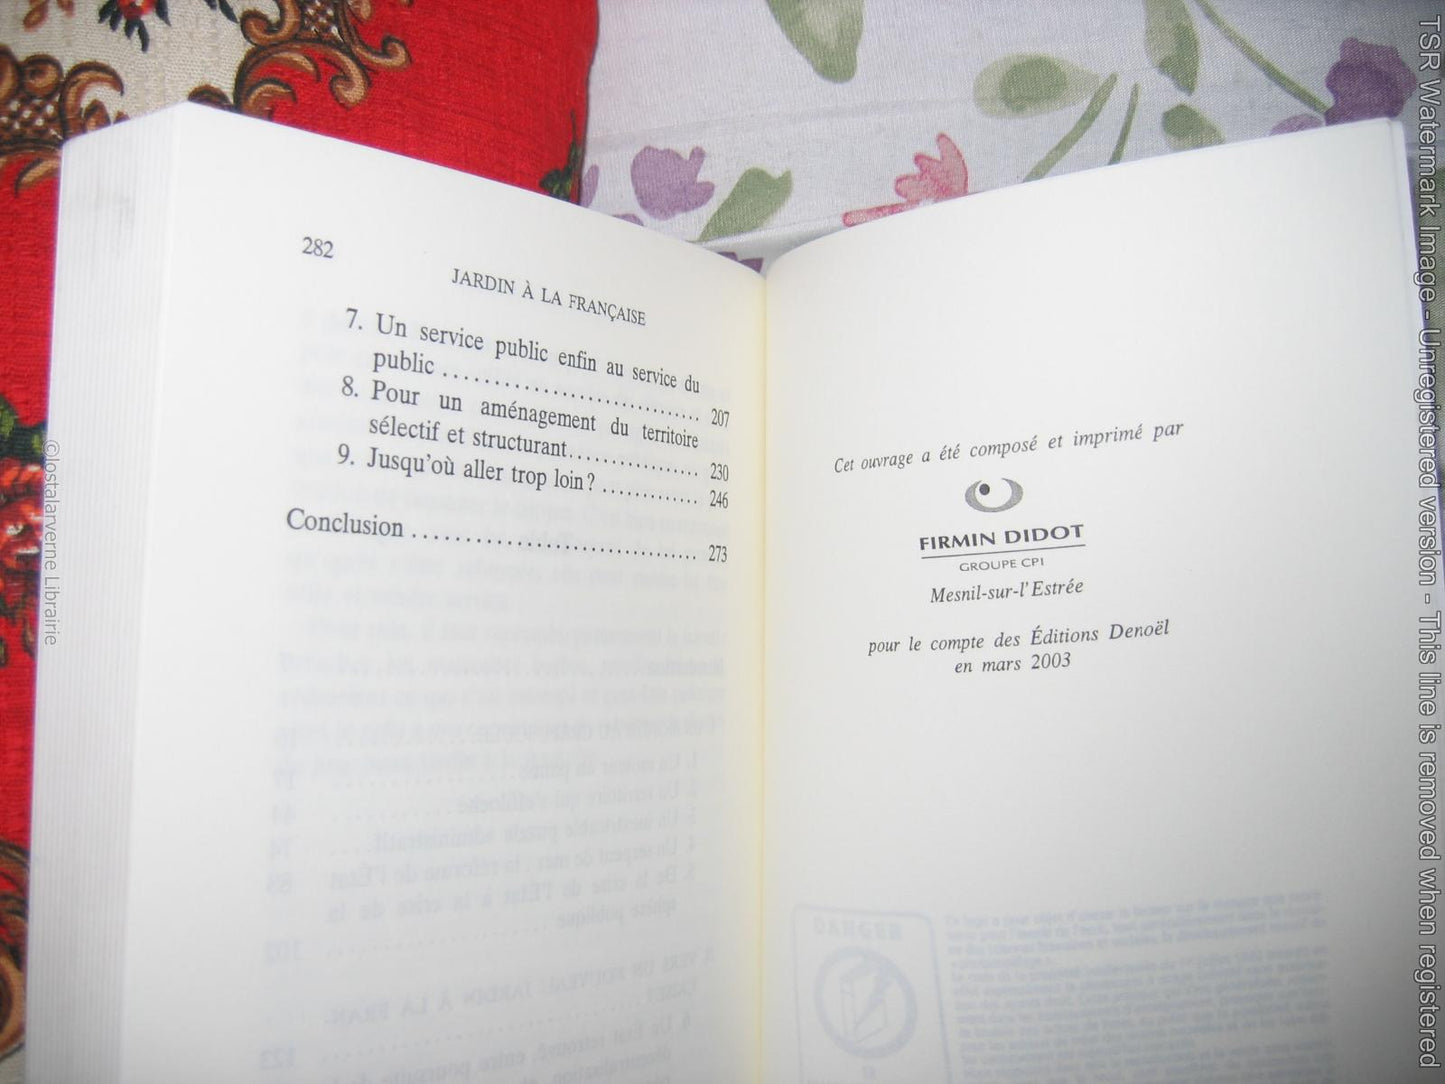 282
JARDIN À LA FRANÇAISE
7. Un service public enfin au service du
public .............................. 207
8. Pour un aménagement du territoire
sélectif et structurant................. 230
9. Jusqu'où aller trop loin ? ............. 246
Conclusion .............................. 273
Cet ouvrage a été composé et imprimé par
FIRMIN DIDOT
GROUPE CPI
Mesnil-sur-l'Estrée
pour le compte des Éditions Denoël
en mars 2003
DANGER
©lostalarverne Librairie
TSR Watermark Image - Unregistered version - This line is removed when registered